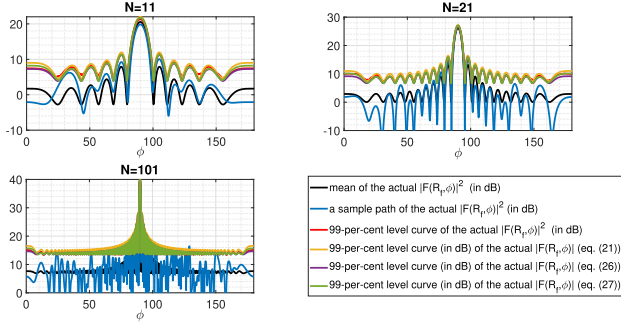 N=11
20
10
0
-10
0
50
100
150
ϕ
N=21
30
20
10
0
-10
0
50
100
150
ϕ
N=101
40
30
20
10
0
0
50
100
150
ϕ
mean of the actual |F(R_f,ϕ)|² (in dB)
a sample path of the actual |F(R_f,ϕ)|² (in dB)
99-per-cent level curve of the actual |F(R_f,ϕ)|² (in dB)
99-per-cent level curve (in dB) of the actual |F(R_f,ϕ)| (eq. (21))
99-per-cent level curve (in dB) of the actual |F(R_f,ϕ)| (eq. (26))
99-per-cent level curve (in dB) of the actual |F(R_f,ϕ)| (eq. (27))